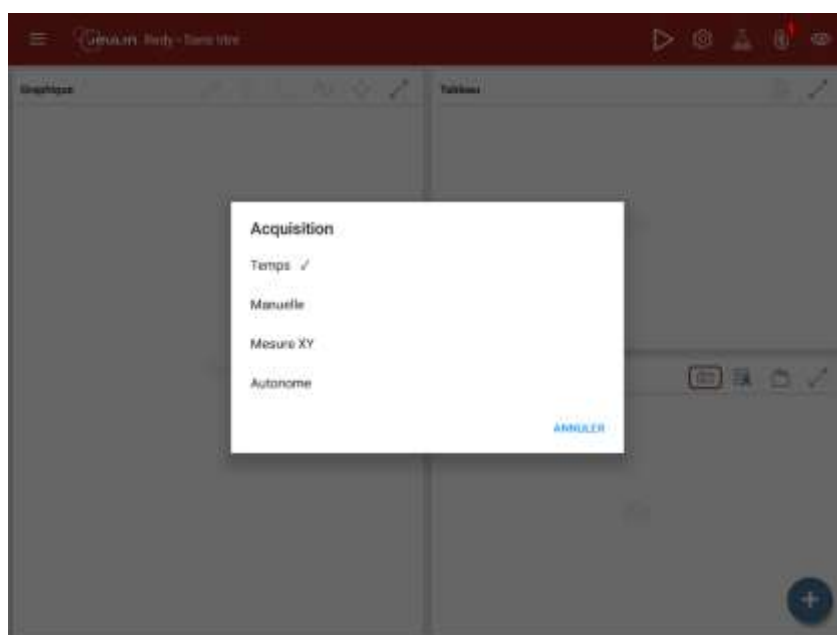 Graphique
Tableau
Acquisition
Temps ✓
Manuelle
Mesure XY
Autonome
ANNULER